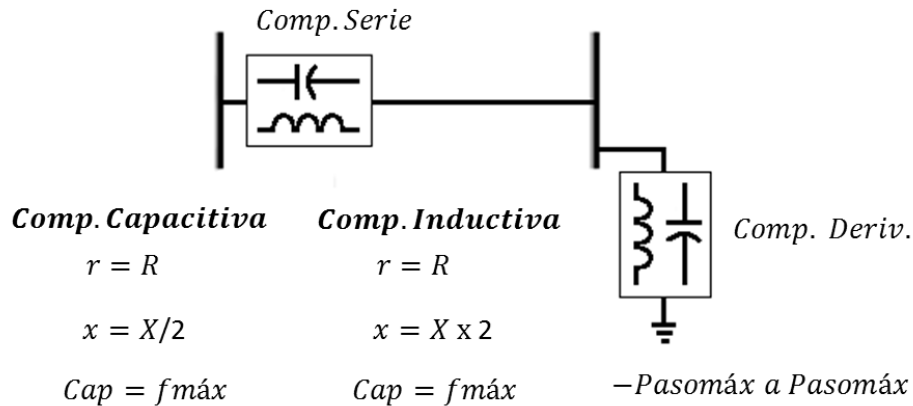 Comp. Serie
Comp. Capacitiva
r = R
x = X/2
Cap = fmáx
Comp. Inductiva
r = R
x = X x 2
Cap = fmáx
Comp. Deriv.
−Pasomáx a Pasomáx